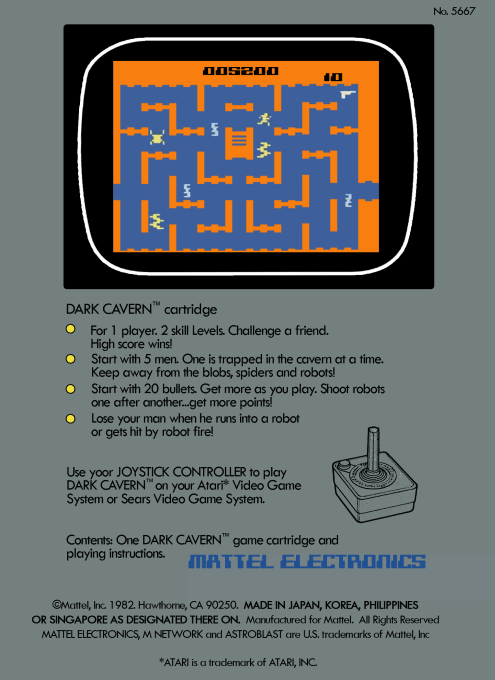 No. 5667
005200
10
DARK CAVERN™ cartridge
For 1 player. 2 skill Levels. Challenge a friend.
High score wins!
Start with 5 men. One is trapped in the cavern at a time.
Keep away from the blobs, spiders and robots!
Start with 20 bullets. Get more as you play. Shoot robots
one after another...get more points!
Lose your man when he runs into a robot
or gets hit by robot fire!
Use your JOYSTICK CONTROLLER to play
DARK CAVERN™ on your Atari* Video Game
System or Sears Video Game System.
Contents: One DARK CAVERN™ game cartridge and
playing instructions.
MATTEL ELECTRONICS
©Mattel, Inc. 1982. Hawthorne, CA 90250. MADE IN JAPAN, KOREA, PHILIPPINES
OR SINGAPORE AS DESIGNATED THERE ON. Manufactured for Mattel. All Rights Reserved
MATTEL ELECTRONICS, M NETWORK and ASTROBLAST are U.S. trademarks of Mattel, Inc
*ATARI is a trademark of ATARI, INC.